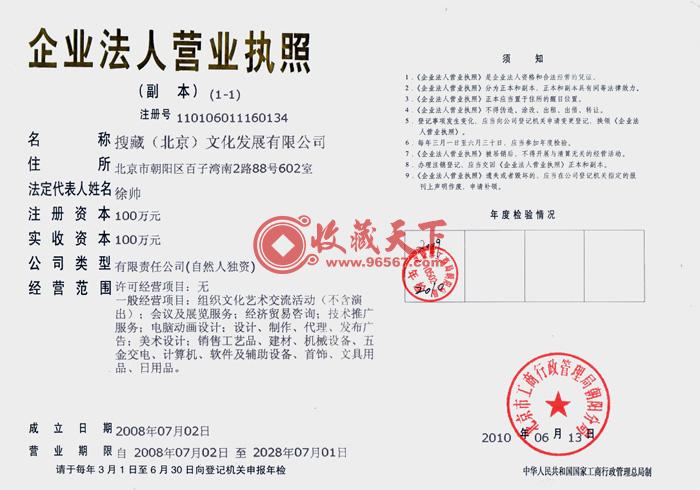 企业法人营业执照
（副 本）（1-1）
注册号 110106011160134
名 称 搜藏（北京）文化发展有限公司
住 所 北京市朝阳区百子湾南2路88号602室
法定代表人姓名 徐帅
注册资本 100万元
实收资本 100万元
公司类型 有限责任公司(自然人独资)
经营范围 许可经营项目：无
一般经营项目：组织文化艺术交流活动（不含演
出）；会议及展览服务；经济贸易咨询；技术推广
服务；电脑动画设计；设计、制作、代理、发布广
告；美术设计；销售工艺品、建材、机械设备、五
金交电、计算机、软件及辅助设备、首饰、文具用
品、日用品。
成立日期 2008年07月02日
营业期限 自 2008年07月02日 至 2028年07月01日
请于每年3月1日至6月30日向登记机关申报年检
须 知
1．《企业法人营业执照》是企业法人资格和合法经营的凭证。
2．《企业法人营业执照》分为正本和副本，正本和副本具有同等法律效力。
3．《企业法人营业执照》正本应当置于住所的醒目位置。
4．《企业法人营业执照》不得伪造、涂改、出租、出借、转让。
5．登记事项发生变化，应当向公司登记机关申请变更登记，换领《企业法
人营业执照》。
6．每年三月一日至六月三十日，应当参加年度检验。
7．《企业法人营业执照》被吊销后，不得开展与清算无关的经营活动。
8．办理注销登记，应当交回《企业法人营业执照》正本和副本。
9．《企业法人营业执照》遗失或者毁坏的，应当在公司登记机关指定的报
刊上声明作废，申请补领。
年度检验情况
2009
2010
收藏天下
www.96567.com
北京市工商行政管理局朝阳分局
2010 年 06 月 13 日
中华人民共和国国家工商行政管理总局制